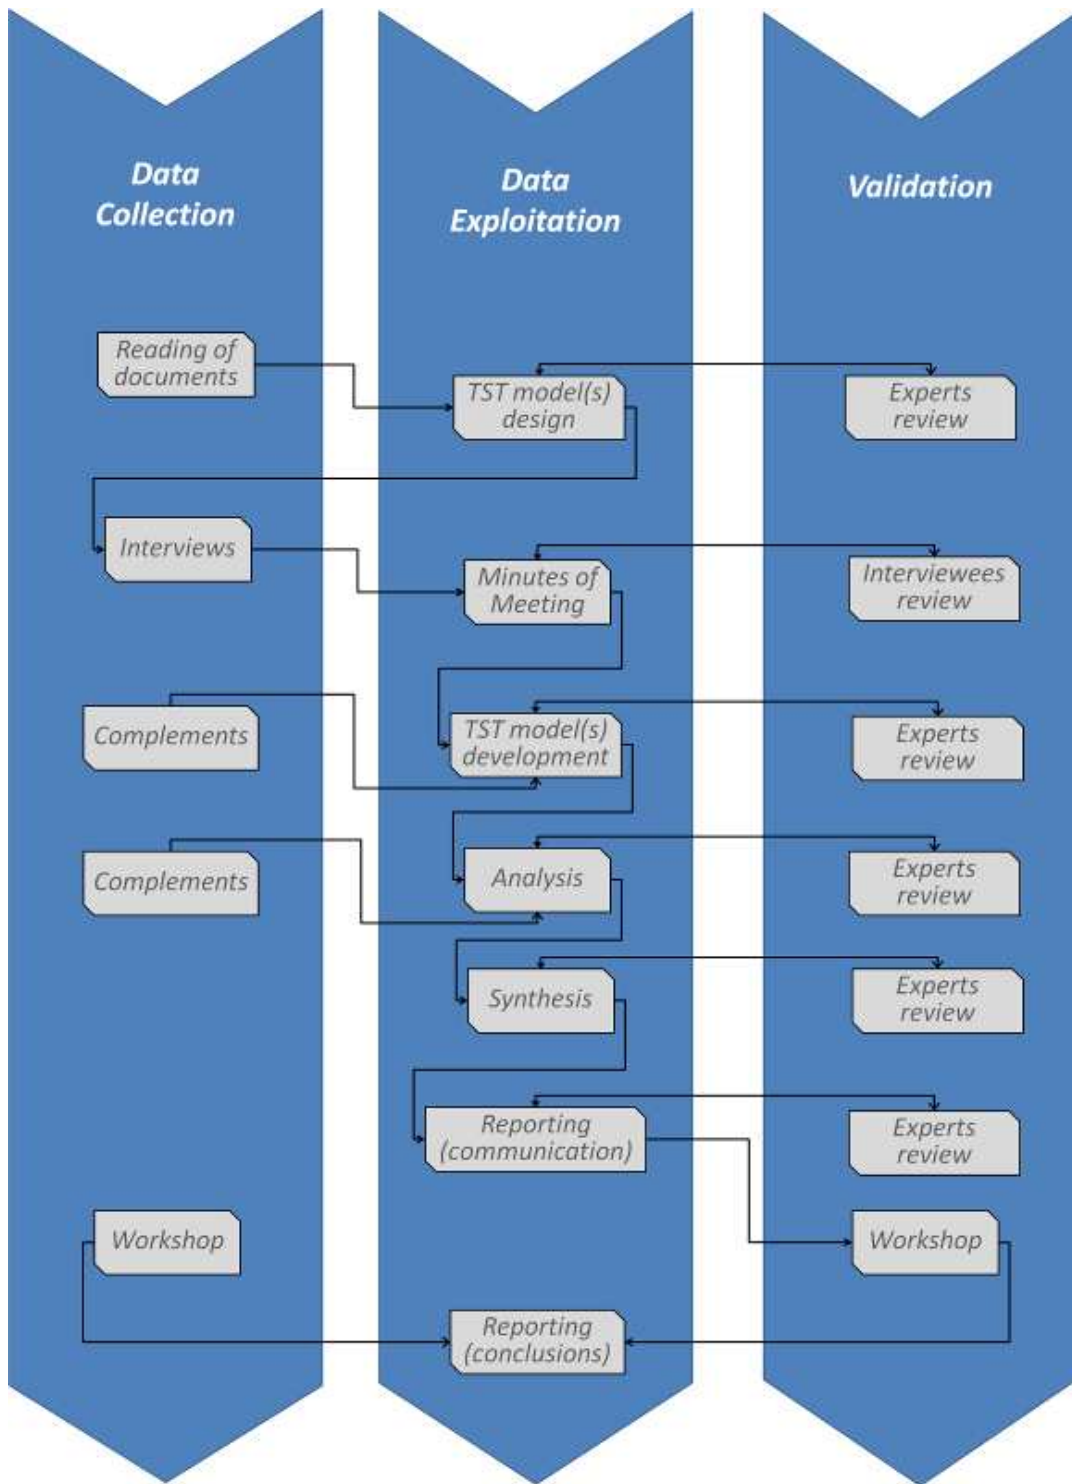 Data
Collection
Data
Exploitation
Validation
Reading of
documents
TST model(s)
design
Experts
review
Interviews
Minutes of
Meeting
Interviewees
review
Complements
TST model(s)
development
Experts
review
Complements
Analysis
Experts
review
Synthesis
Experts
review
Reporting
(communication)
Experts
review
Workshop
Workshop
Reporting
(conclusions)